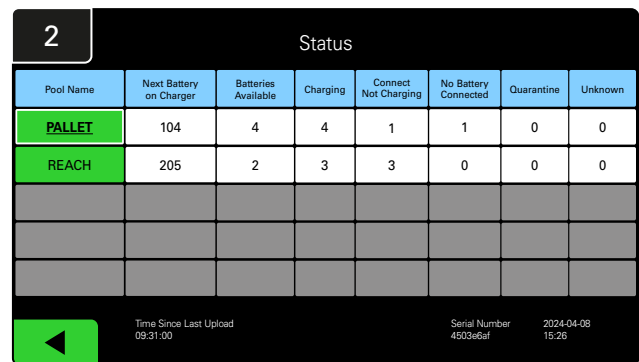 2
Status
Pool Name
Next Battery
on Charger
Batteries
Available
Charging
Connect
Not Charging
No Battery
Connected
Quarantine
Unknown
PALLET 104 4 4 1 1 0 0
REACH 205 2 3 3 0 0 0
Time Since Last Upload
09:31:00
Serial Number
4503e6af
2024-04-08
15:26